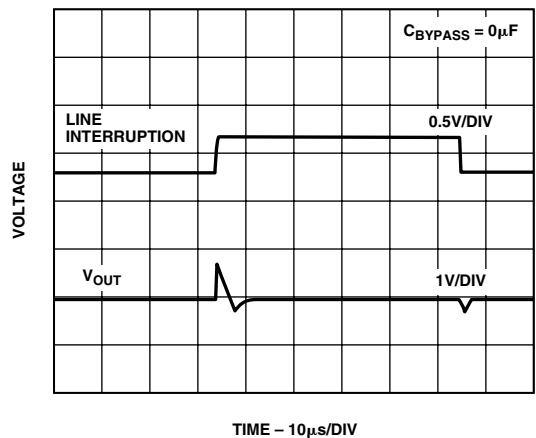 C_BYPASS = 0μF
LINE
INTERRUPTION
0.5V/DIV
VOLTAGE
V_OUT
1V/DIV
TIME – 10μs/DIV